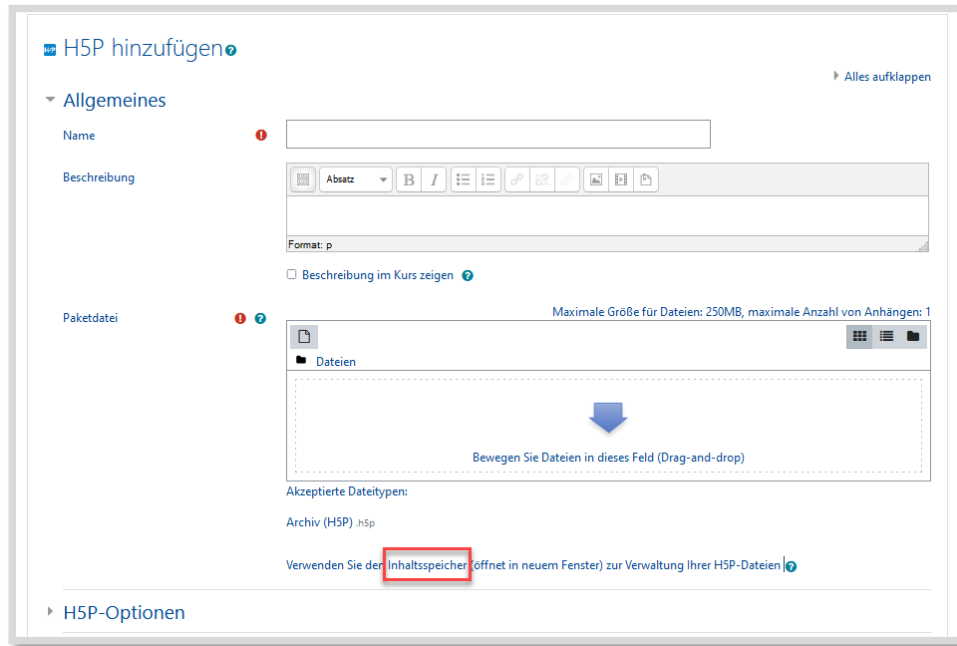 H-P H5P hinzufügen ?
Alles aufklappen
Allgemeines
Name !
Beschreibung
Absatz B I
Format: p
Beschreibung im Kurs zeigen ?
Paketdatei ! ? Maximale Größe für Dateien: 250MB, maximale Anzahl von Anhängen: 1
Dateien
Bewegen Sie Dateien in dieses Feld (Drag-and-drop)
Akzeptierte Dateitypen:
Archiv (H5P) .h5p
Verwenden Sie den Inhaltsspeicher (öffnet in neuem Fenster) zur Verwaltung Ihrer H5P-Dateien ?
H5P-Optionen